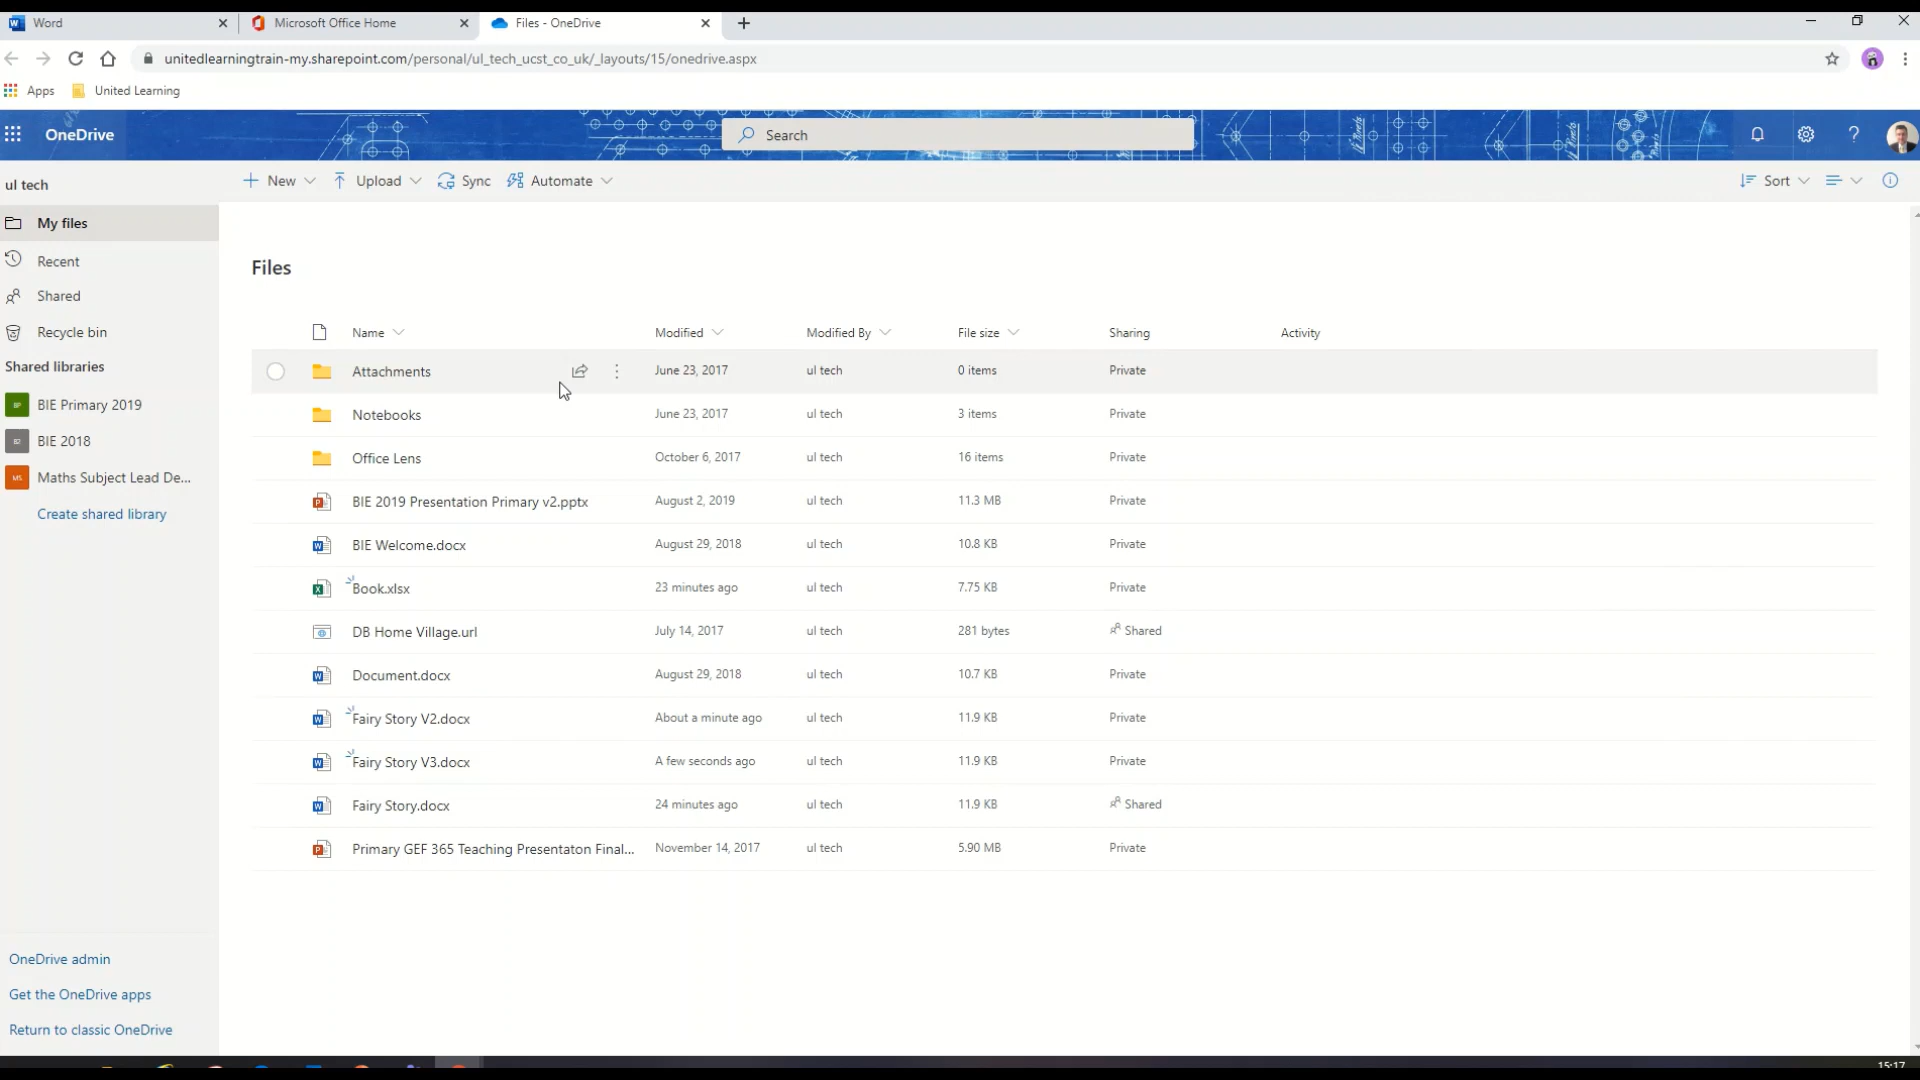 Word
Microsoft Office Home
Files - OneDrive
unitedlearningtrain-my.sharepoint.com/personal/ul_tech_ucst_co_uk/_layouts/15/onedrive.aspx
Apps
United Learning
OneDrive
Search
ul tech
New
Upload
Sync
Automate
Sort
My files
Recent
Shared
Recycle bin
Shared libraries
BIE Primary 2019
BIE 2018
Maths Subject Lead De...
Create shared library
Files
Name Modified Modified By File size Sharing Activity
Attachments June 23, 2017 ul tech 0 items Private
Notebooks June 23, 2017 ul tech 3 items Private
Office Lens October 6, 2017 ul tech 16 items Private
BIE 2019 Presentation Primary v2.pptx August 2, 2019 ul tech 11.3 MB Private
BIE Welcome.docx August 29, 2018 ul tech 10.8 KB Private
Book.xlsx 23 minutes ago ul tech 7.75 KB Private
DB Home Village.url July 14, 2017 ul tech 281 bytes Shared
Document.docx August 29, 2018 ul tech 10.7 KB Private
Fairy Story V2.docx About a minute ago ul tech 11.9 KB Private
Fairy Story V3.docx A few seconds ago ul tech 11.9 KB Private
Fairy Story.docx 24 minutes ago ul tech 11.9 KB Shared
Primary GEF 365 Teaching Presentaton Final... November 14, 2017 ul tech 5.90 MB Private
OneDrive admin
Get the OneDrive apps
Return to classic OneDrive
15:17